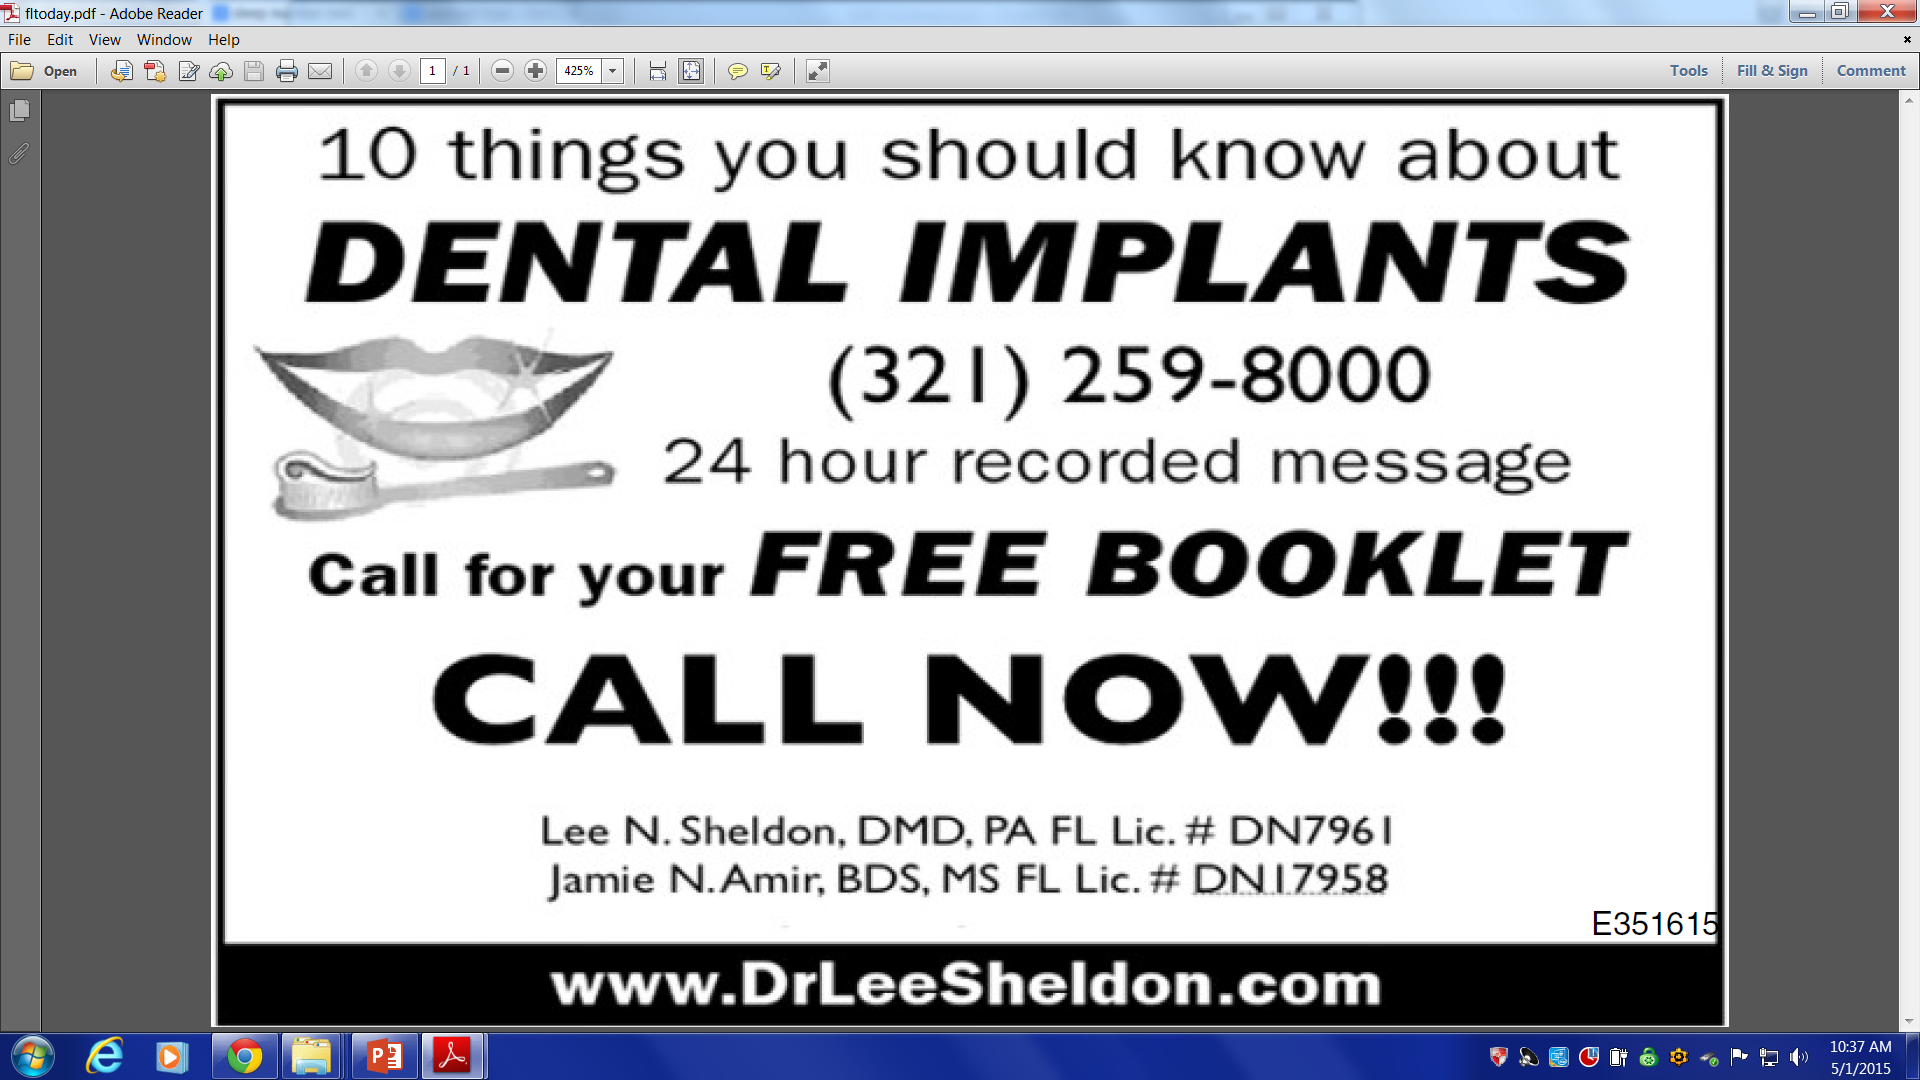 fltoday.pdf - Adobe Reader
File Edit View Window Help
Open 1 / 1 425% Tools Fill & Sign Comment
10 things you should know about
DENTAL IMPLANTS
(321) 259-8000
24 hour recorded message
Call for your FREE BOOKLET
CALL NOW!!!
Lee N. Sheldon, DMD, PA FL Lic. # DN7961
Jamie N. Amir, BDS, MS FL Lic. # DN17958
E351615
www.DrLeeSheldon.com
10:37 AM
5/1/2015